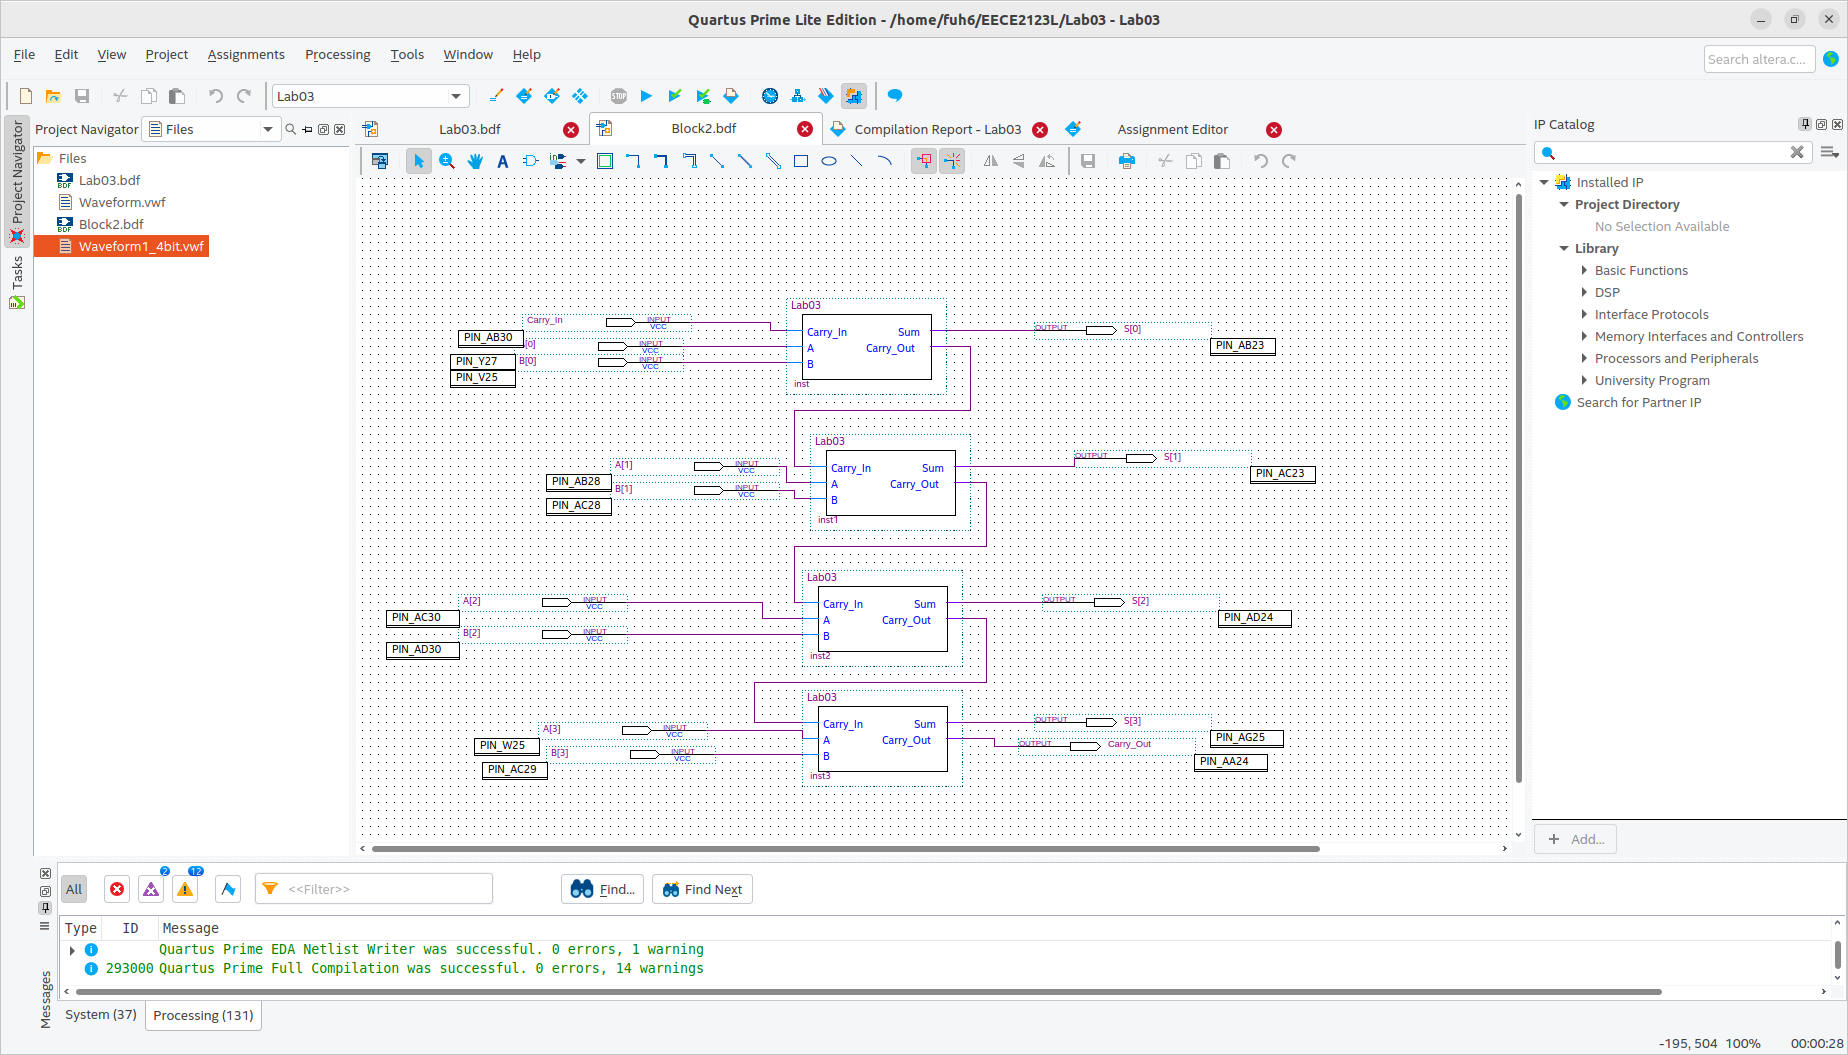 Quartus Prime Lite Edition - /home/fuh6/EECE2123L/Lab03 - Lab03
File Edit View Project Assignments Processing Tools Window Help
Search altera.c...
Lab03
Project Navigator Files
Lab03.bdf
Block2.bdf
Compilation Report - Lab03
Assignment Editor
IP Catalog
Project Navigator
Tasks
Files
Lab03.bdf
Waveform.vwf
Block2.bdf
Waveform1_4bit.vwf
Installed IP
Project Directory
No Selection Available
Library
Basic Functions
DSP
Interface Protocols
Memory Interfaces and Controllers
Processors and Peripherals
University Program
Search for Partner IP
Add...
Lab03
Carry_In INPUT VCC
PIN_AB30
[0] INPUT VCC
PIN_Y27
B[0] INPUT VCC
PIN_V25
Carry_In Sum
A Carry_Out
B
inst
OUTPUT S[0]
PIN_AB23
Lab03
A[1] INPUT VCC
PIN_AB28
B[1] INPUT VCC
PIN_AC28
Carry_In Sum
A Carry_Out
B
inst1
OUTPUT S[1]
PIN_AC23
Lab03
A[2] INPUT VCC
PIN_AC30
B[2] INPUT VCC
PIN_AD30
Carry_In Sum
A Carry_Out
B
inst2
OUTPUT S[2]
PIN_AD24
Lab03
A[3] INPUT VCC
PIN_W25
B[3] INPUT VCC
PIN_AC29
Carry_In Sum
A Carry_Out
B
inst3
OUTPUT S[3]
PIN_AG25
OUTPUT Carry_Out
PIN_AA24
All 2 12 <<Filter>> Find... Find Next
Type ID Message
Quartus Prime EDA Netlist Writer was successful. 0 errors, 1 warning
293000 Quartus Prime Full Compilation was successful. 0 errors, 14 warnings
Messages
System (37) Processing (131)
-195, 504 100% 00:00:28